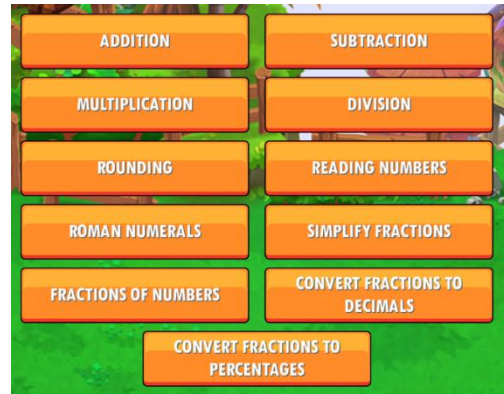 ADDITION
SUBTRACTION
MULTIPLICATION
DIVISION
ROUNDING
READING NUMBERS
ROMAN NUMERALS
SIMPLIFY FRACTIONS
FRACTIONS OF NUMBERS
CONVERT FRACTIONS TO
DECIMALS
CONVERT FRACTIONS TO
PERCENTAGES